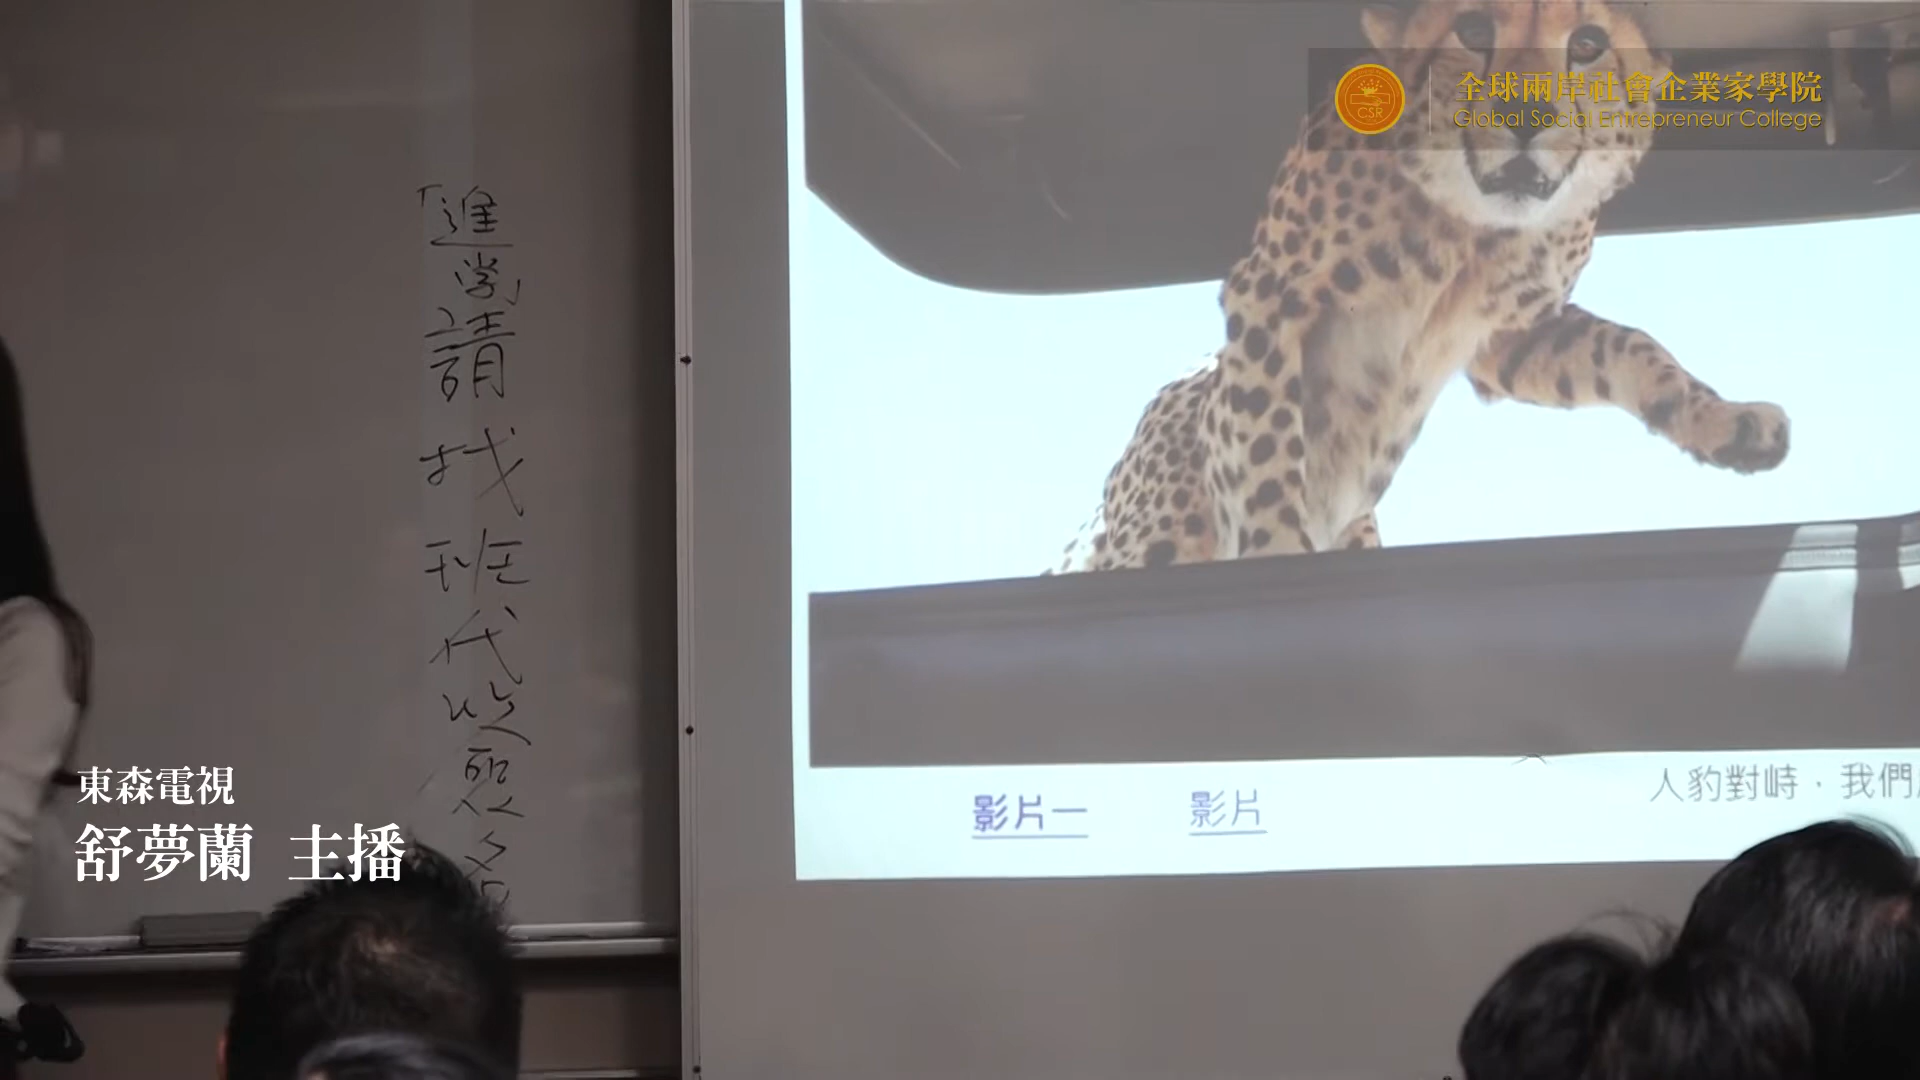 全球兩岸社會企業家學院
Global Social Entrepreneur College
CSR
「進學」請找班代
影片一
影片
人豹對峙，我們
東森電視
舒夢蘭 主播